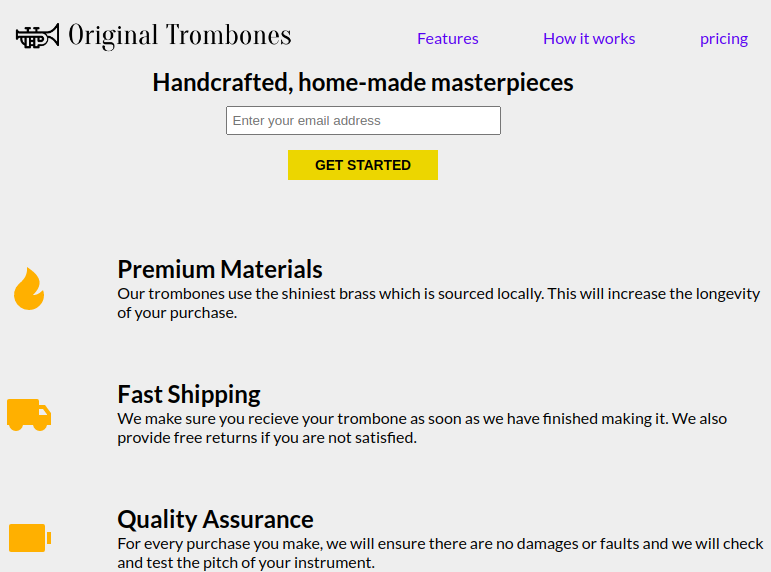 Original Trombones
Features
How it works
pricing
Handcrafted, home-made masterpieces
Enter your email address
GET STARTED
Premium Materials
Our trombones use the shiniest brass which is sourced locally. This will increase the longevity
of your purchase.
Fast Shipping
We make sure you recieve your trombone as soon as we have finished making it. We also
provide free returns if you are not satisfied.
Quality Assurance
For every purchase you make, we will ensure there are no damages or faults and we will check
and test the pitch of your instrument.